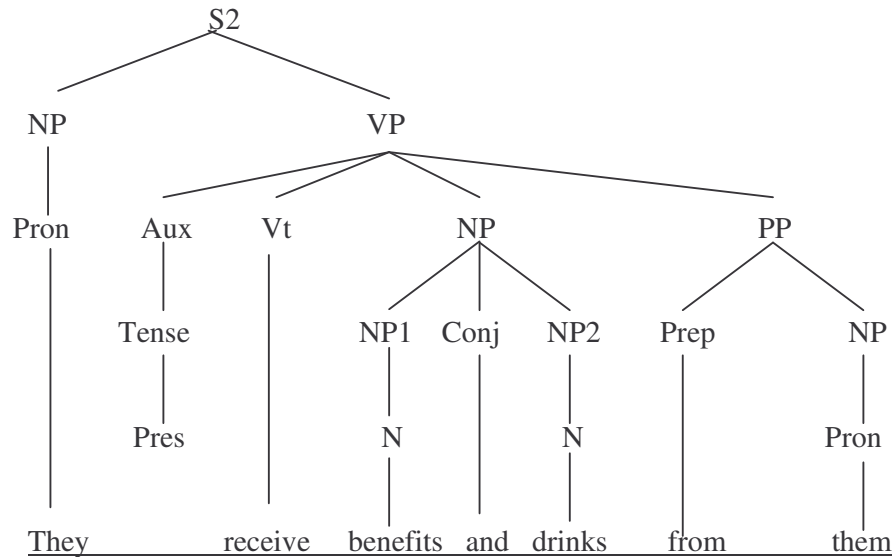 S2
NP VP
Pron Aux Vt NP PP
Tense NP1 Conj NP2 Prep NP
Pres N N Pron
They receive benefits and drinks from them